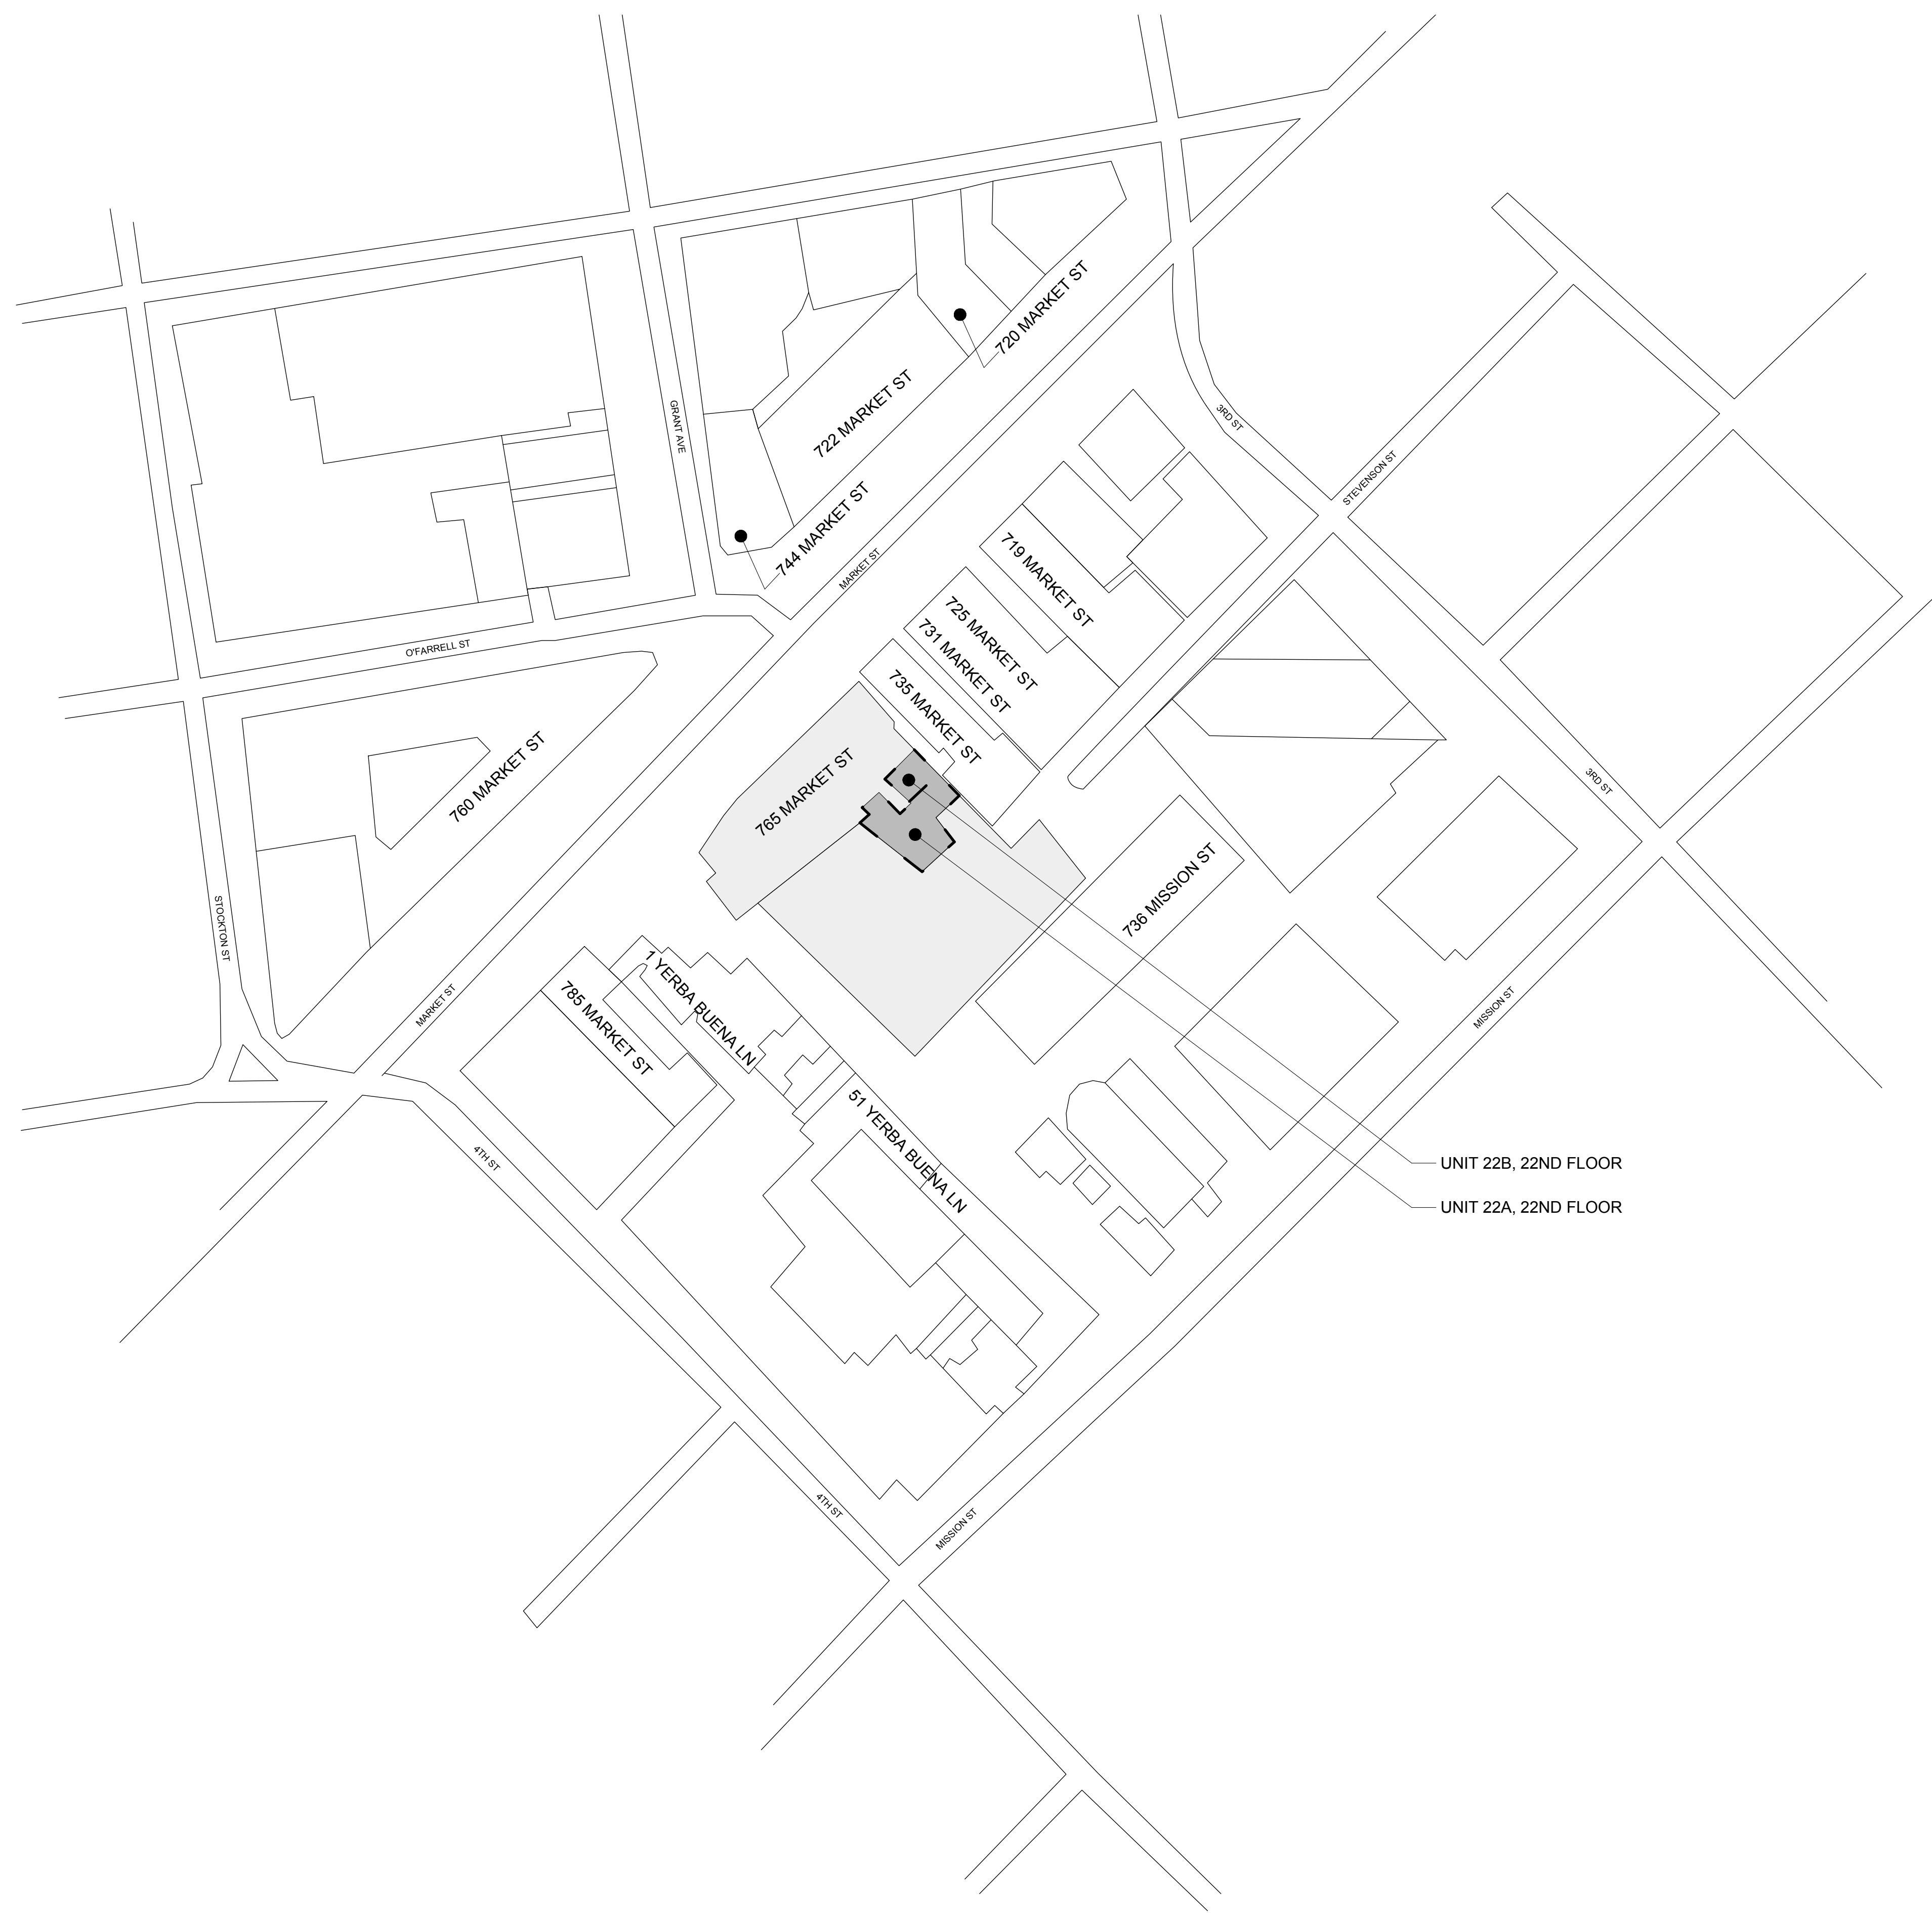 720 MARKET ST
722 MARKET ST
GRANT AVE
3RD ST
STEVENSON ST
744 MARKET ST
MARKET ST
719 MARKET ST
725 MARKET ST
731 MARKET ST
O'FARRELL ST
735 MARKET ST
760 MARKET ST
765 MARKET ST
3RD ST
736 MISSION ST
STOCKTON ST
MARKET ST
1 YERBA BUENA LN
785 MARKET ST
MISSION ST
51 YERBA BUENA LN
4TH ST
UNIT 22B, 22ND FLOOR
UNIT 22A, 22ND FLOOR
4TH ST
MISSION ST